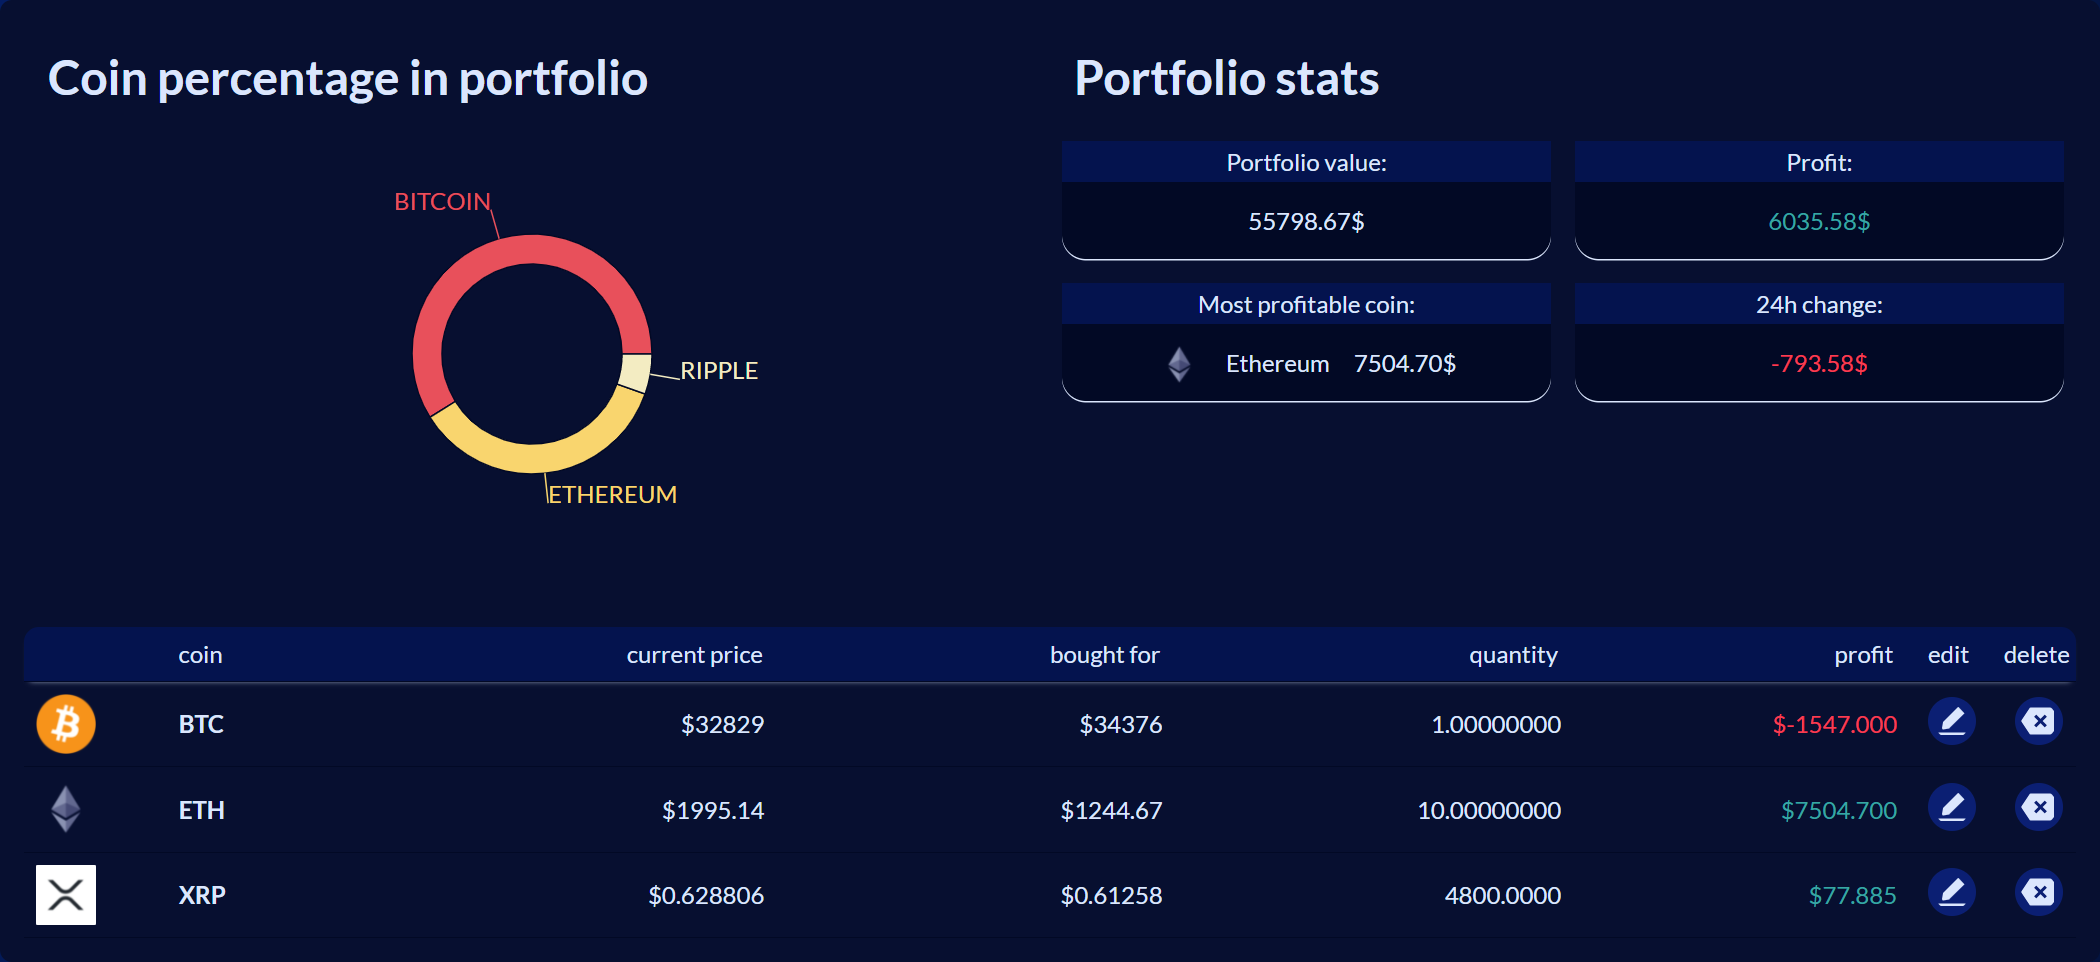 Coin percentage in portfolio
BITCOIN
RIPPLE
ETHEREUM
Portfolio stats
Portfolio value:
55798.67$
Profit:
6035.58$
Most profitable coin:
Ethereum 7504.70$
24h change:
-793.58$
coin current price bought for quantity profit edit delete
BTC $32829 $34376 1.00000000 $-1547.000
ETH $1995.14 $1244.67 10.00000000 $7504.700
XRP $0.628806 $0.61258 4800.0000 $77.885